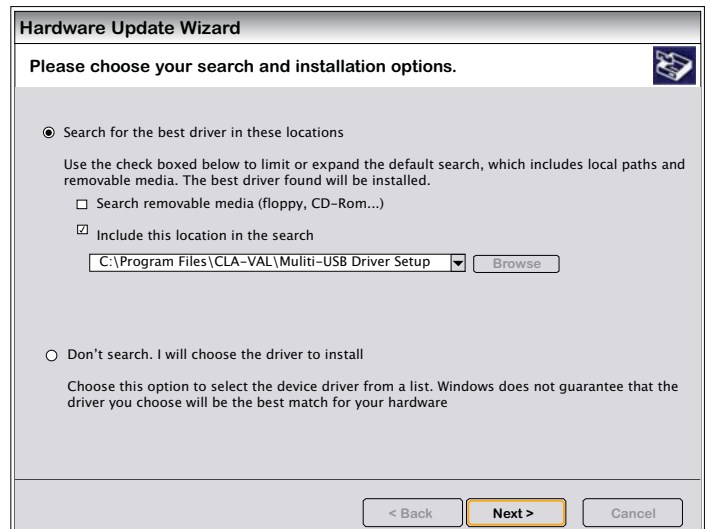 Hardware Update Wizard
Please choose your search and installation options.
Search for the best driver in these locations
Use the check boxed below to limit or expand the default search, which includes local paths and
removable media. The best driver found will be installed.
Search removable media (floppy, CD-Rom...)
Include this location in the search
C:\Program Files\CLA-VAL\Muliti-USB Driver Setup
Browse
Don't search. I will choose the driver to install
Choose this option to select the device driver from a list. Windows does not guarantee that the
driver you choose will be the best match for your hardware
< Back Next > Cancel